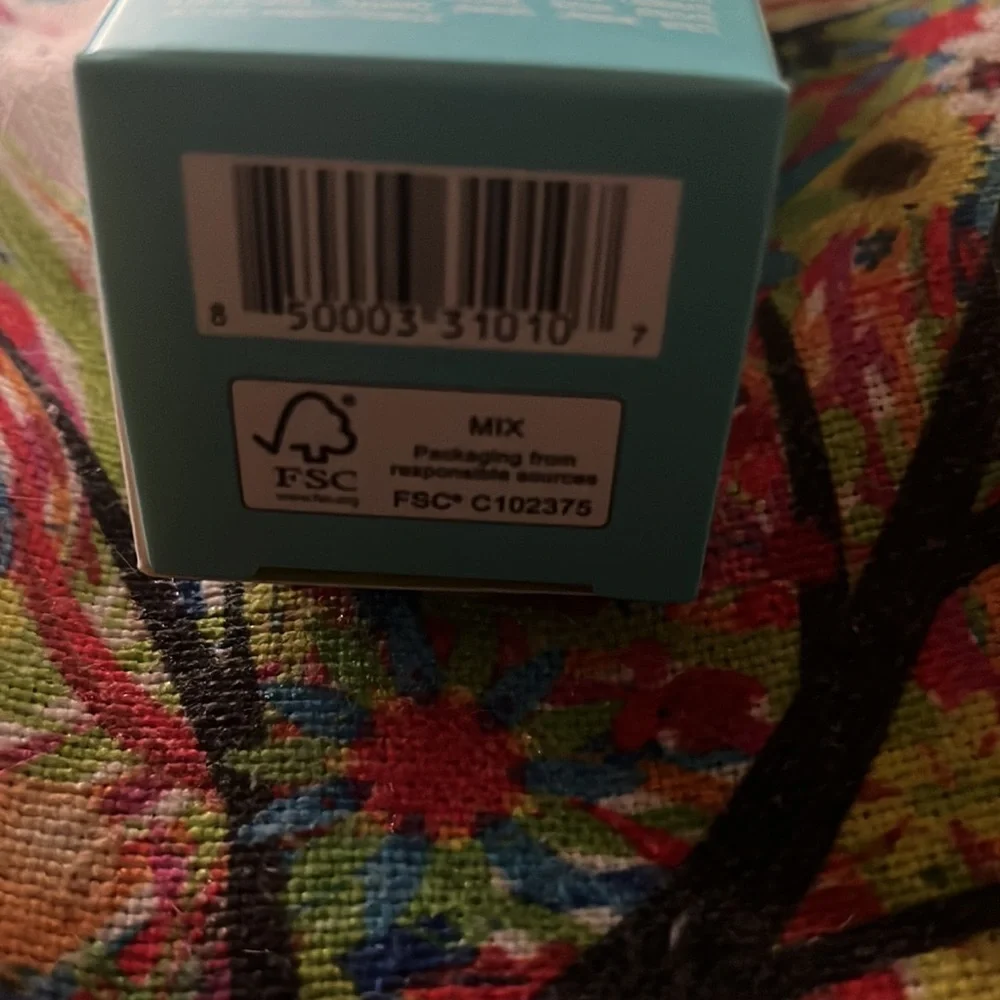 8 50003 31010 7
FSC®
www.fsc.org
MIX
Packaging from
responsible sources
FSC® C102375